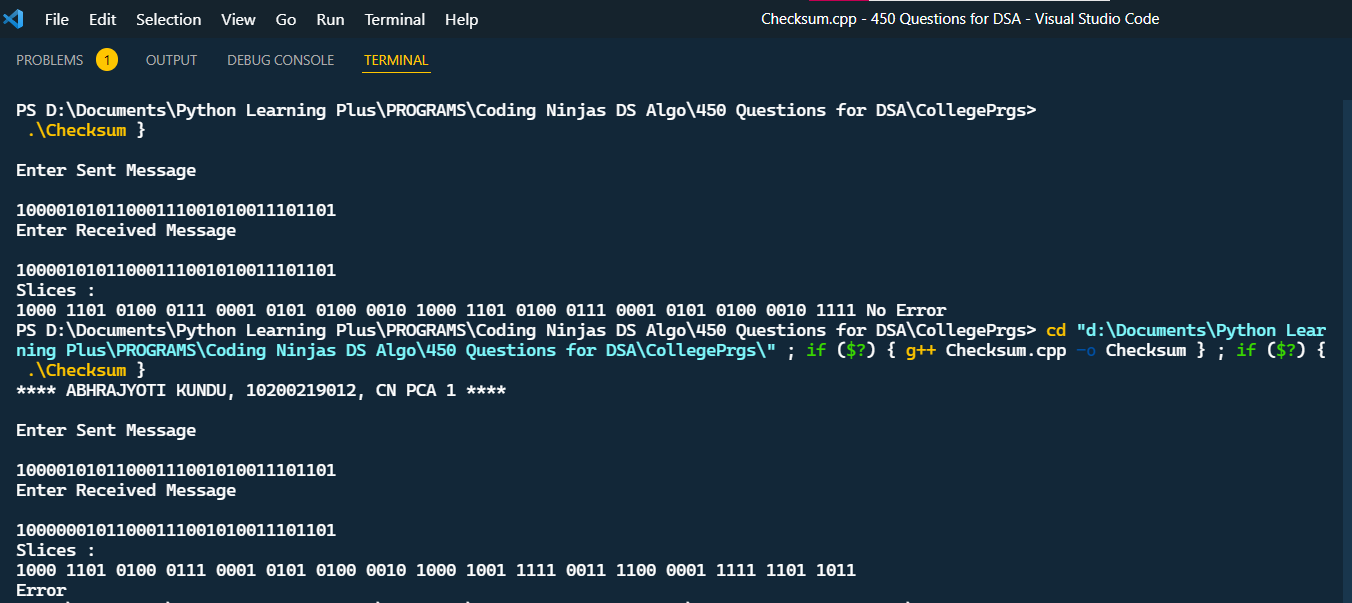 File Edit Selection View Go Run Terminal Help Checksum.cpp - 450 Questions for DSA - Visual Studio Code
PROBLEMS 1 OUTPUT DEBUG CONSOLE TERMINAL
PS D:\Documents\Python Learning Plus\PROGRAMS\Coding Ninjas DS Algo\450 Questions for DSA\CollegePrgs>
.\Checksum }
Enter Sent Message
10000101011000111001010011101101
Enter Received Message
10000101011000111001010011101101
Slices :
1000 1101 0100 0111 0001 0101 0100 0010 1000 1101 0100 0111 0001 0101 0100 0010 1111 No Error
PS D:\Documents\Python Learning Plus\PROGRAMS\Coding Ninjas DS Algo\450 Questions for DSA\CollegePrgs> cd "d:\Documents\Python Lear
ning Plus\PROGRAMS\Coding Ninjas DS Algo\450 Questions for DSA\CollegePrgs\" ; if ($?) { g++ Checksum.cpp -o Checksum } ; if ($?) {
.\Checksum }
**** ABHRAJYOTI KUNDU, 10200219012, CN PCA 1 ****
Enter Sent Message
10000101011000111001010011101101
Enter Received Message
10000001011000111001010011101101
Slices :
1000 1101 0100 0111 0001 0101 0100 0010 1000 1001 1111 0011 1100 0001 1111 1101 1011
Error